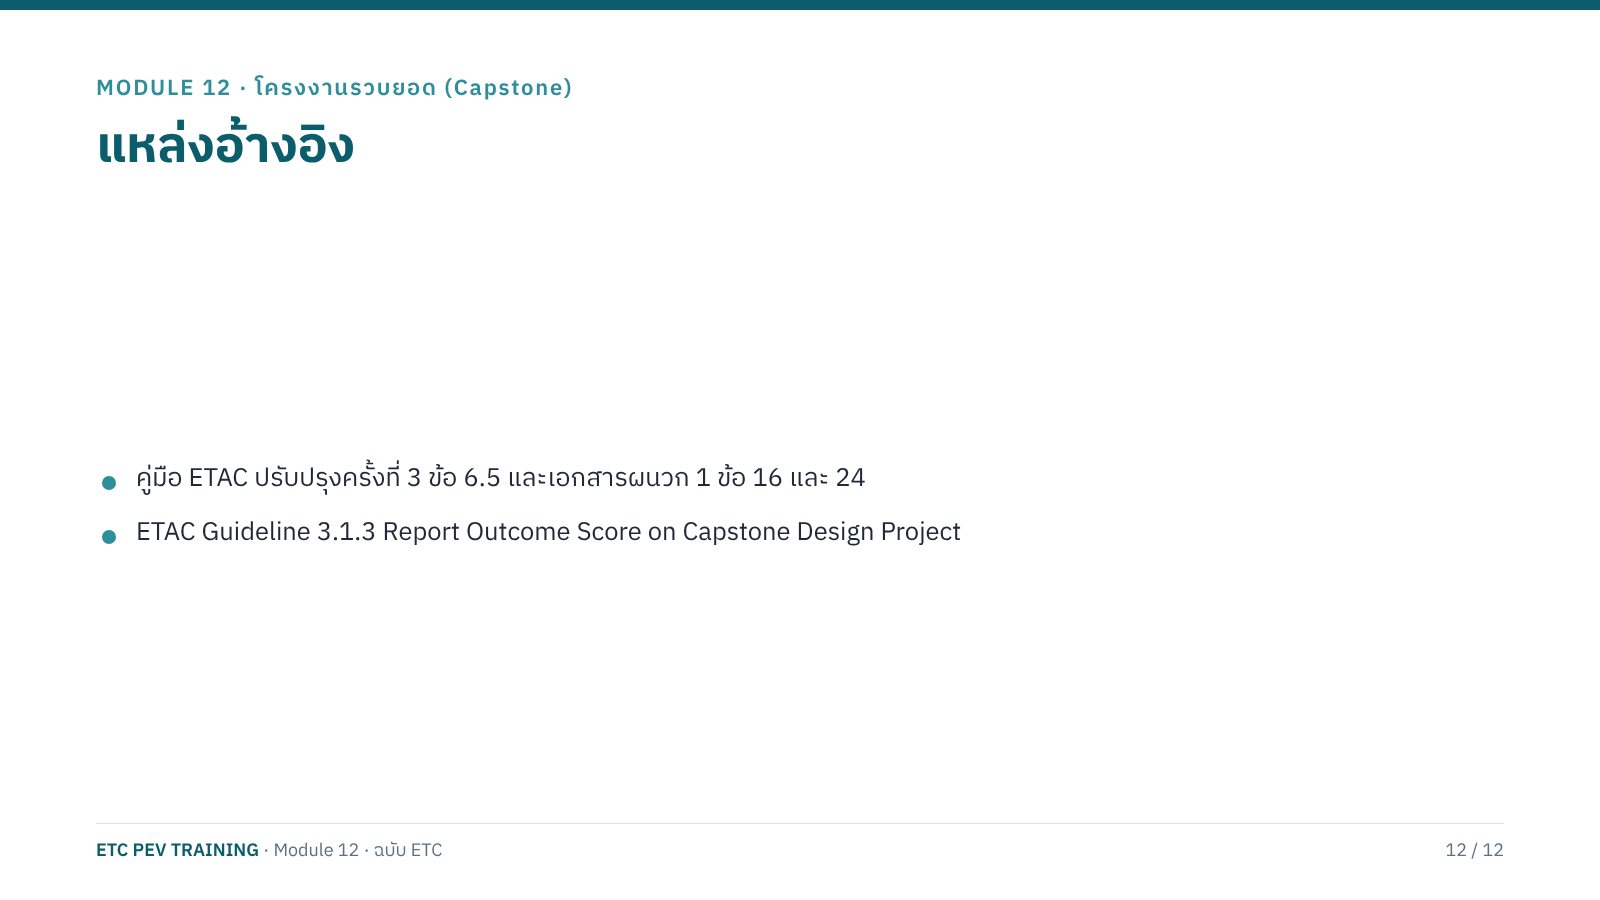 MODULE 12 · โครงงานรวบยอด (Capstone)
แหล่งอ้างอิง
คู่มือ ETAC ปรับปรุงครั้งที่ 3 ข้อ 6.5 และเอกสารผนวก 1 ข้อ 16 และ 24
ETAC Guideline 3.1.3 Report Outcome Score on Capstone Design Project
ETC PEV TRAINING · Module 12 · ฉบับ ETC
12 / 12